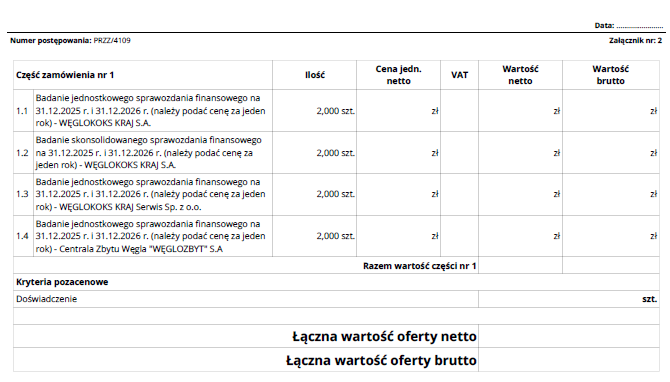 Data: ........................
Numer postępowania: PRZZ/4109 Załącznik nr: 2
Część zamówienia nr 1 Ilość Cena jedn. netto VAT Wartość netto Wartość brutto
1.1 Badanie jednostkowego sprawozdania finansowego na
31.12.2025 r. i 31.12.2026 r. (należy podać cenę za jeden
rok) - WĘGLOKOKS KRAJ S.A.
2,000 szt. zł zł zł
1.2 Badanie skonsolidowanego sprawozdania finansowego
na 31.12.2025 r. i 31.12.2026 r. (należy podać cenę za
jeden rok) - WĘGLOKOKS KRAJ S.A.
2,000 szt. zł zł zł
1.3 Badanie jednostkowego sprawozdania finansowego na
31.12.2025 r. i 31.12.2026 r. (należy podać cenę za jeden
rok) - WĘGLOKOKS KRAJ Serwis Sp. z o.o.
2,000 szt. zł zł zł
1.4 Badanie jednostkowego sprawozdania finansowego na
31.12.2025 r. i 31.12.2026 r. (należy podać cenę za jeden
rok) - Centrala Zbytu Węgla "WĘGLOZBYT" S.A
2,000 szt. zł zł zł
Razem wartość części nr 1
Kryteria pozacenowe
Doświadczenie szt.
Łączna wartość oferty netto
Łączna wartość oferty brutto